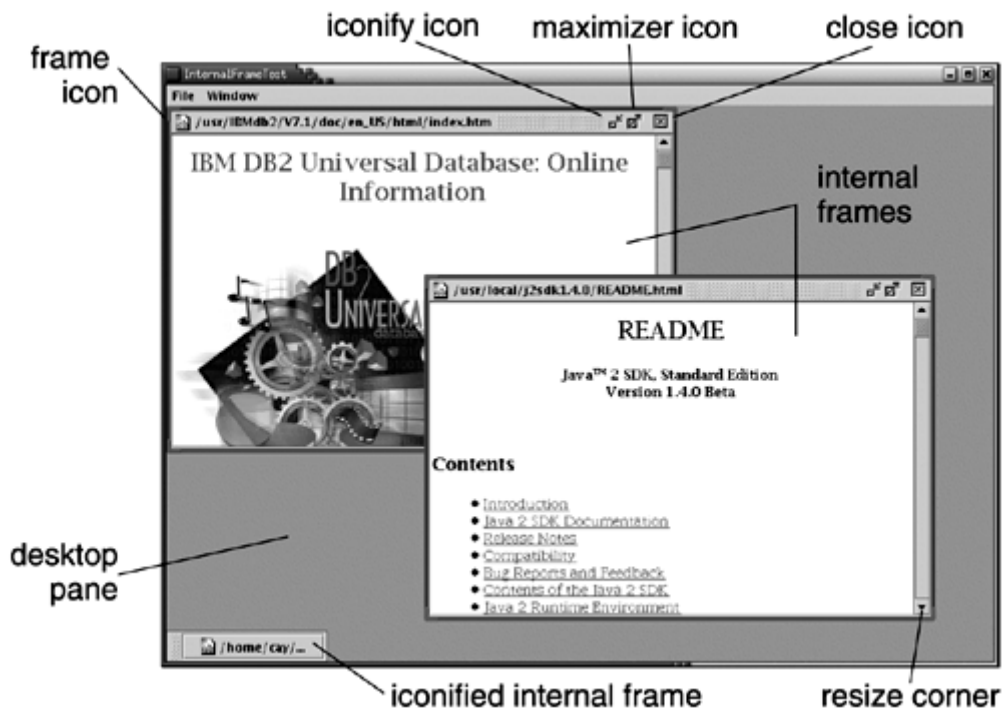 iconify icon
maximizer icon
close icon
frame
icon
InternalFrameTest
File Window
/usr/IBMdb2/V7.1/doc/en_US/html/index.htm
IBM DB2 Universal Database: Online
Information
internal
frames
DB2
UNIVERSA
databa
/usr/local/j2sdk1.4.0/README.html
README
Java™ 2 SDK, Standard Edition
Version 1.4.0 Beta
Contents
Introduction
Java 2 SDK Documentation
Release Notes
Compatibility
Bug Reports and Feedback
Contents of the Java 2 SDK
Java 2 Runtime Environment
desktop
pane
/home/cay/...
iconified internal frame
resize corner